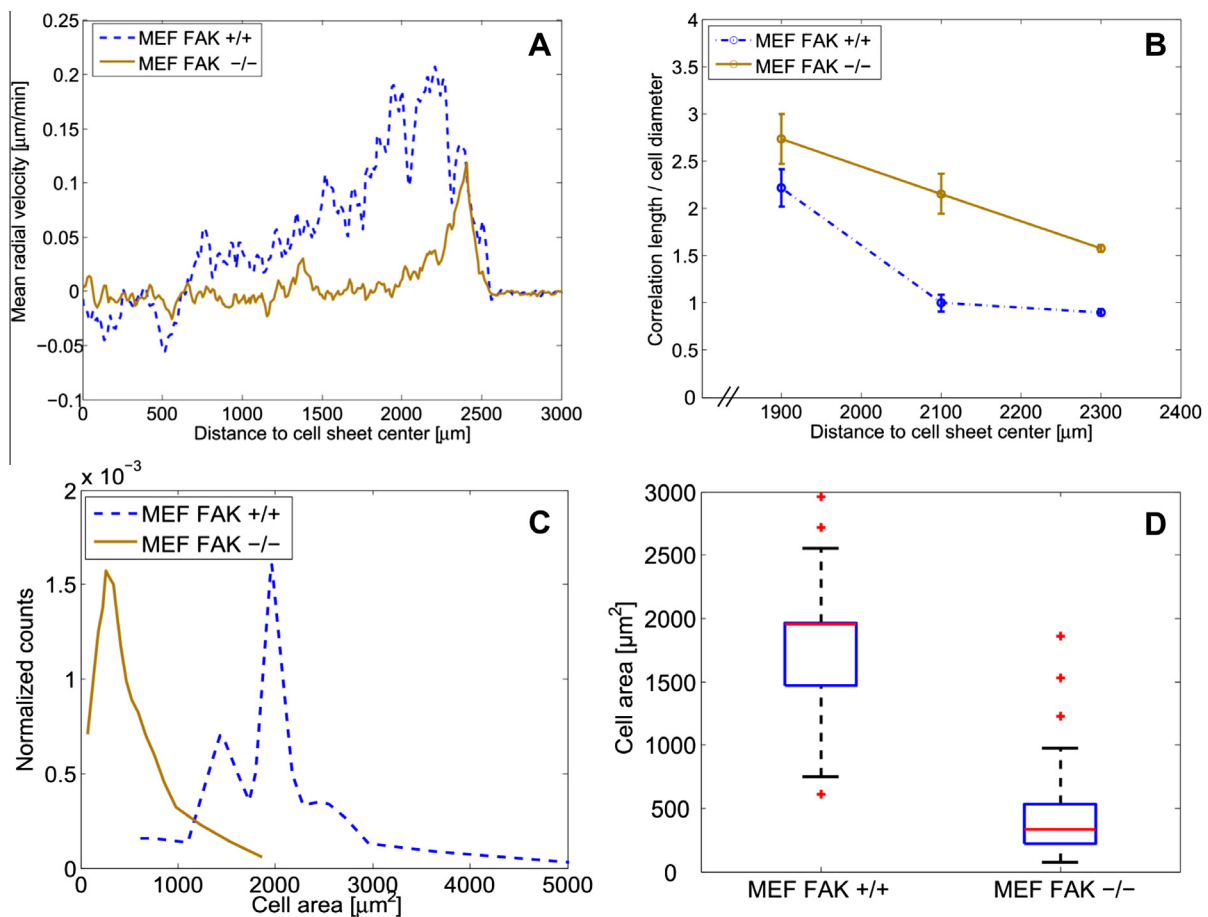 A
MEF FAK +/+
MEF FAK −/−
0.25
0.2
0.15
0.1
0.05
0
−0.05
−0.1
Mean radial velocity [µm/min]
0 500 1000 1500 2000 2500 3000
Distance to cell sheet center [µm]
B
MEF FAK +/+
MEF FAK −/−
4
3.5
3
2.5
2
1.5
1
0.5
0
Correlation length / cell diameter
1900 2000 2100 2200 2300 2400
Distance to cell sheet center [µm]
C
x 10⁻³
MEF FAK +/+
MEF FAK −/−
2
1.5
1
0.5
0
Normalized counts
0 1000 2000 3000 4000 5000
Cell area [µm²]
D
3000
2500
2000
1500
1000
500
0
Cell area [µm²]
MEF FAK +/+ MEF FAK −/−